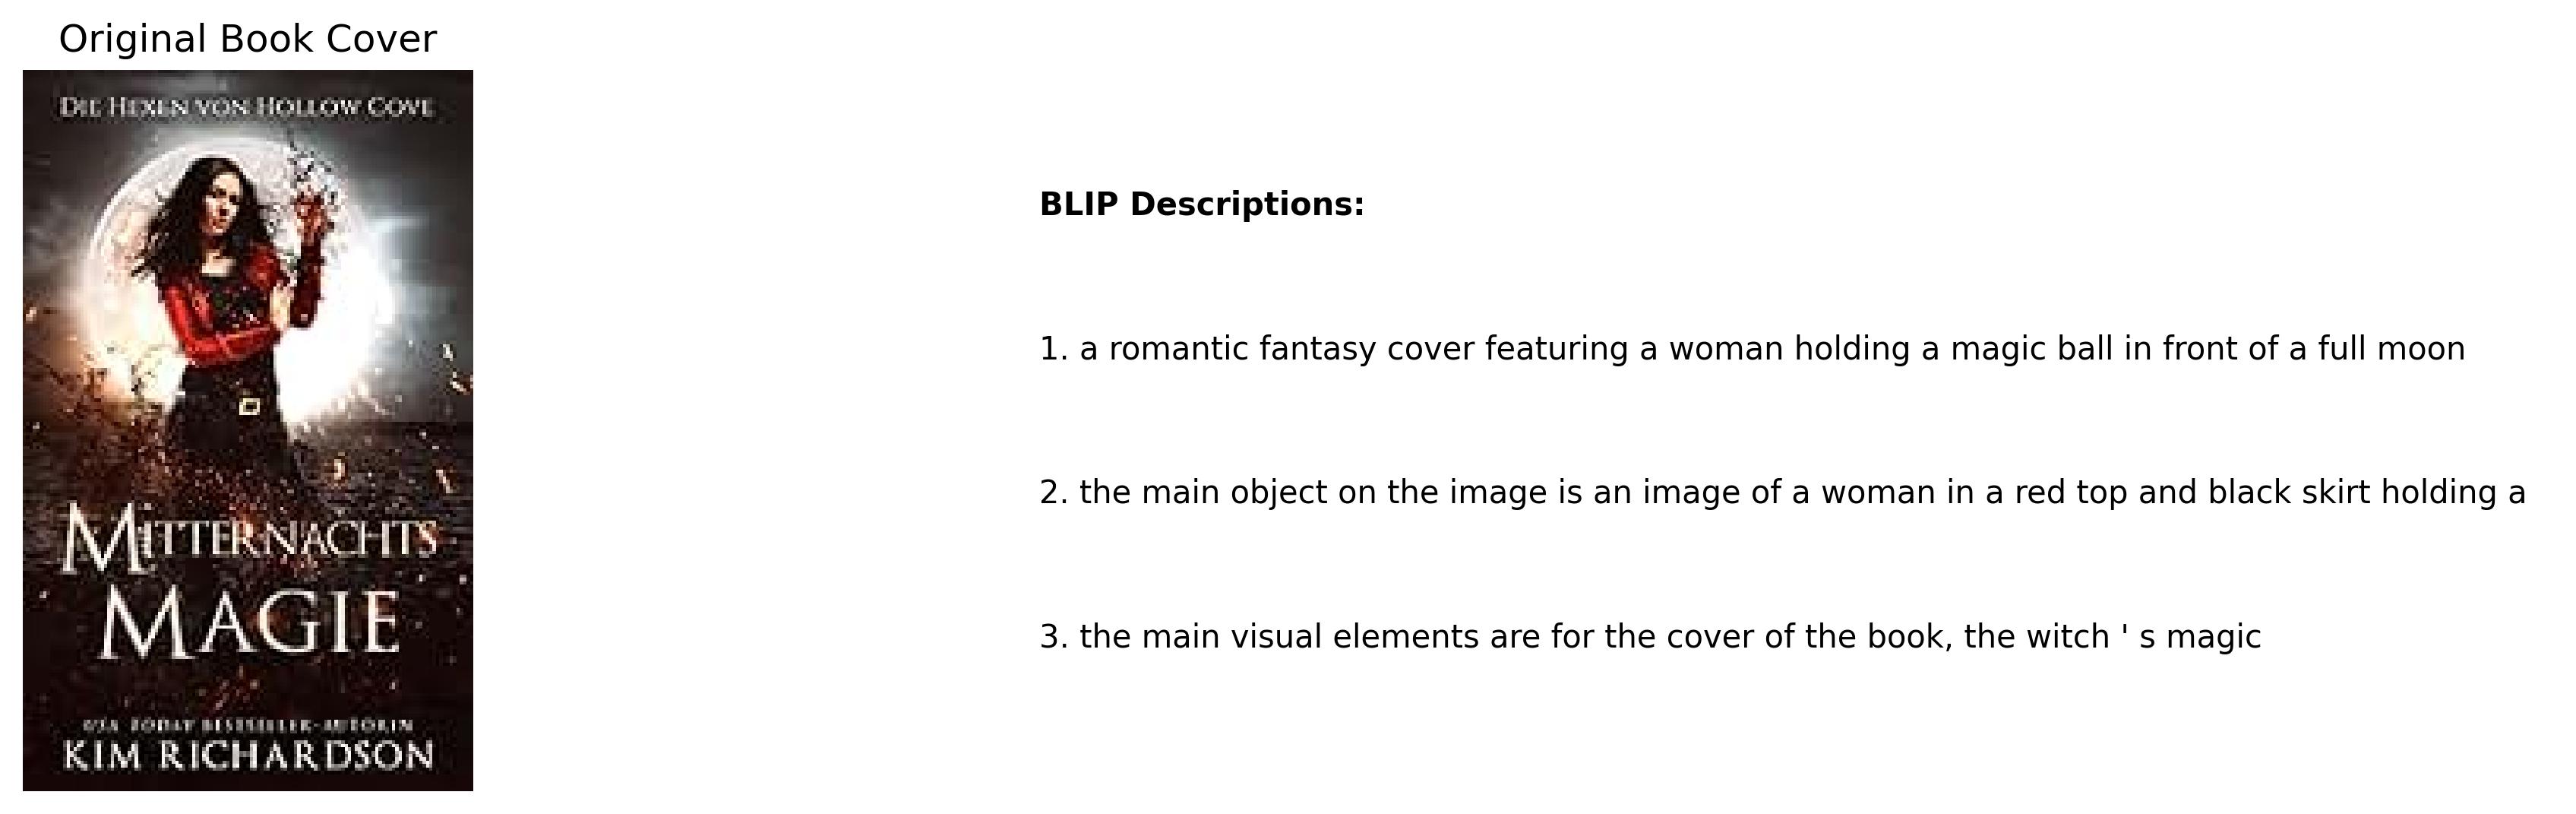 Original Book Cover
DIE HEXEN VON HOLLOW COVE
MITTERNACHTS
MAGIE
USA TODAY BESTSELLER-AUTORIN
KIM RICHARDSON
BLIP Descriptions:
1. a romantic fantasy cover featuring a woman holding a magic ball in front of a full moon
2. the main object on the image is an image of a woman in a red top and black skirt holding a
3. the main visual elements are for the cover of the book, the witch ' s magic